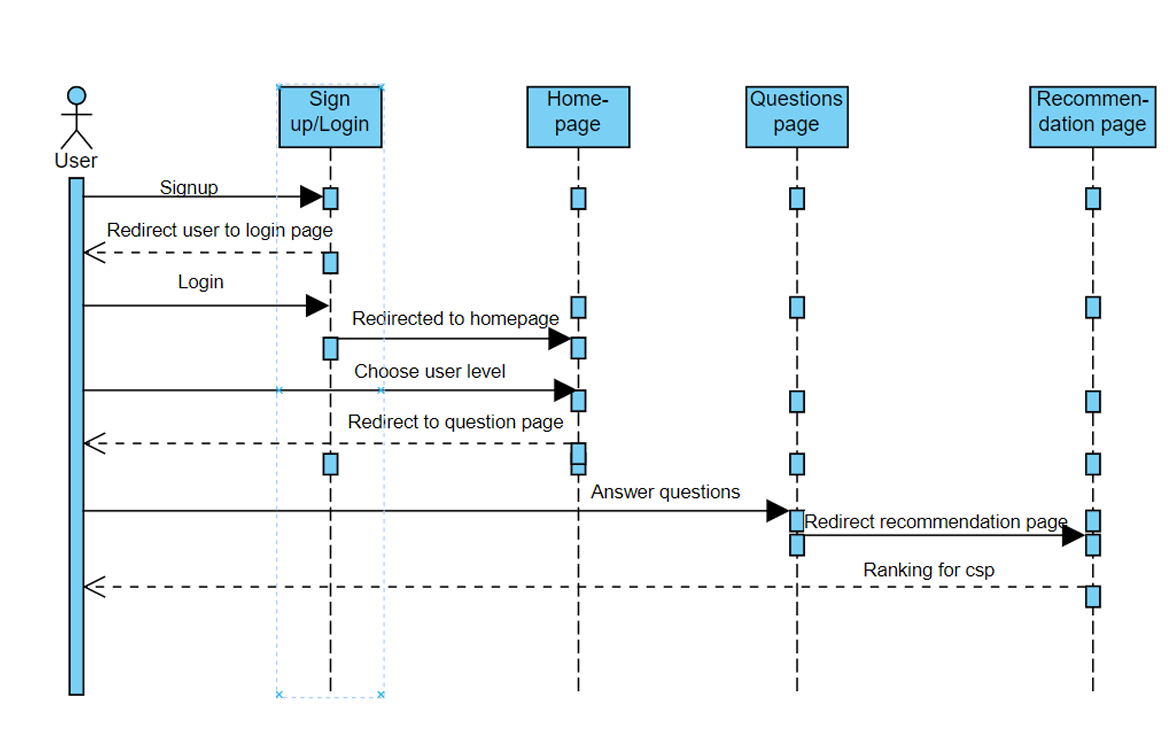 Sign
up/Login
Home-
page
Questions
page
Recommen-
dation page
User
Signup
Redirect user to login page
Login
Redirected to homepage
Choose user level
Redirect to question page
Answer questions
Redirect recommendation page
Ranking for csp